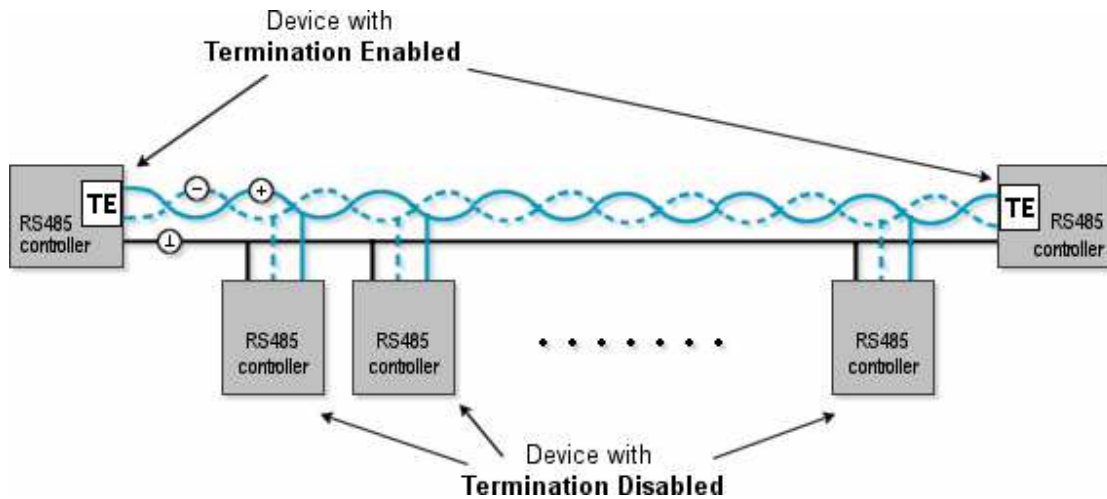 Device with
Termination Enabled
−
+
TE
RS485
controller
⊥
TE
RS485
controller
RS485
controller
RS485
controller
RS485
controller
Device with
Termination Disabled